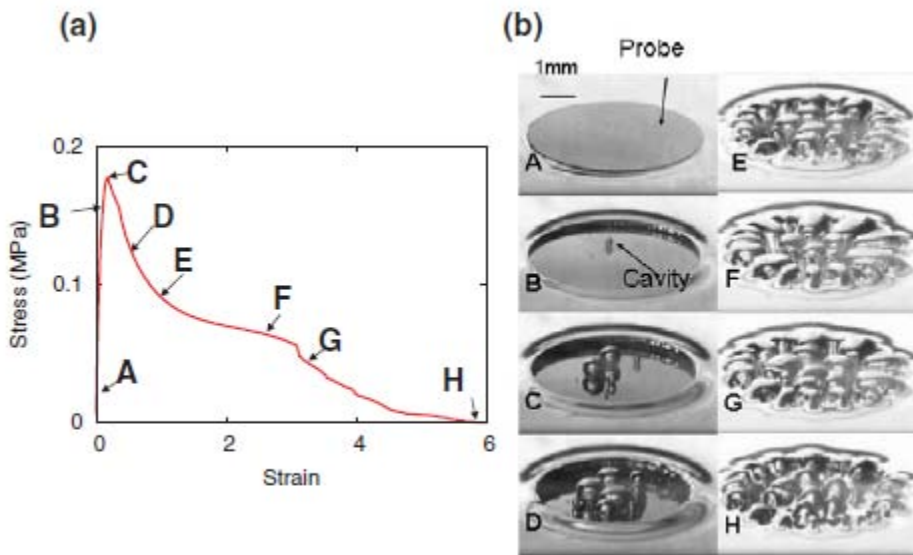 (a)
0.2
0.1
0
Stress (MPa)
0
2
4
6
Strain
A
B
C
D
E
F
G
H
(b)
Probe
1mm
A
B
Cavity
C
D
E
F
G
H